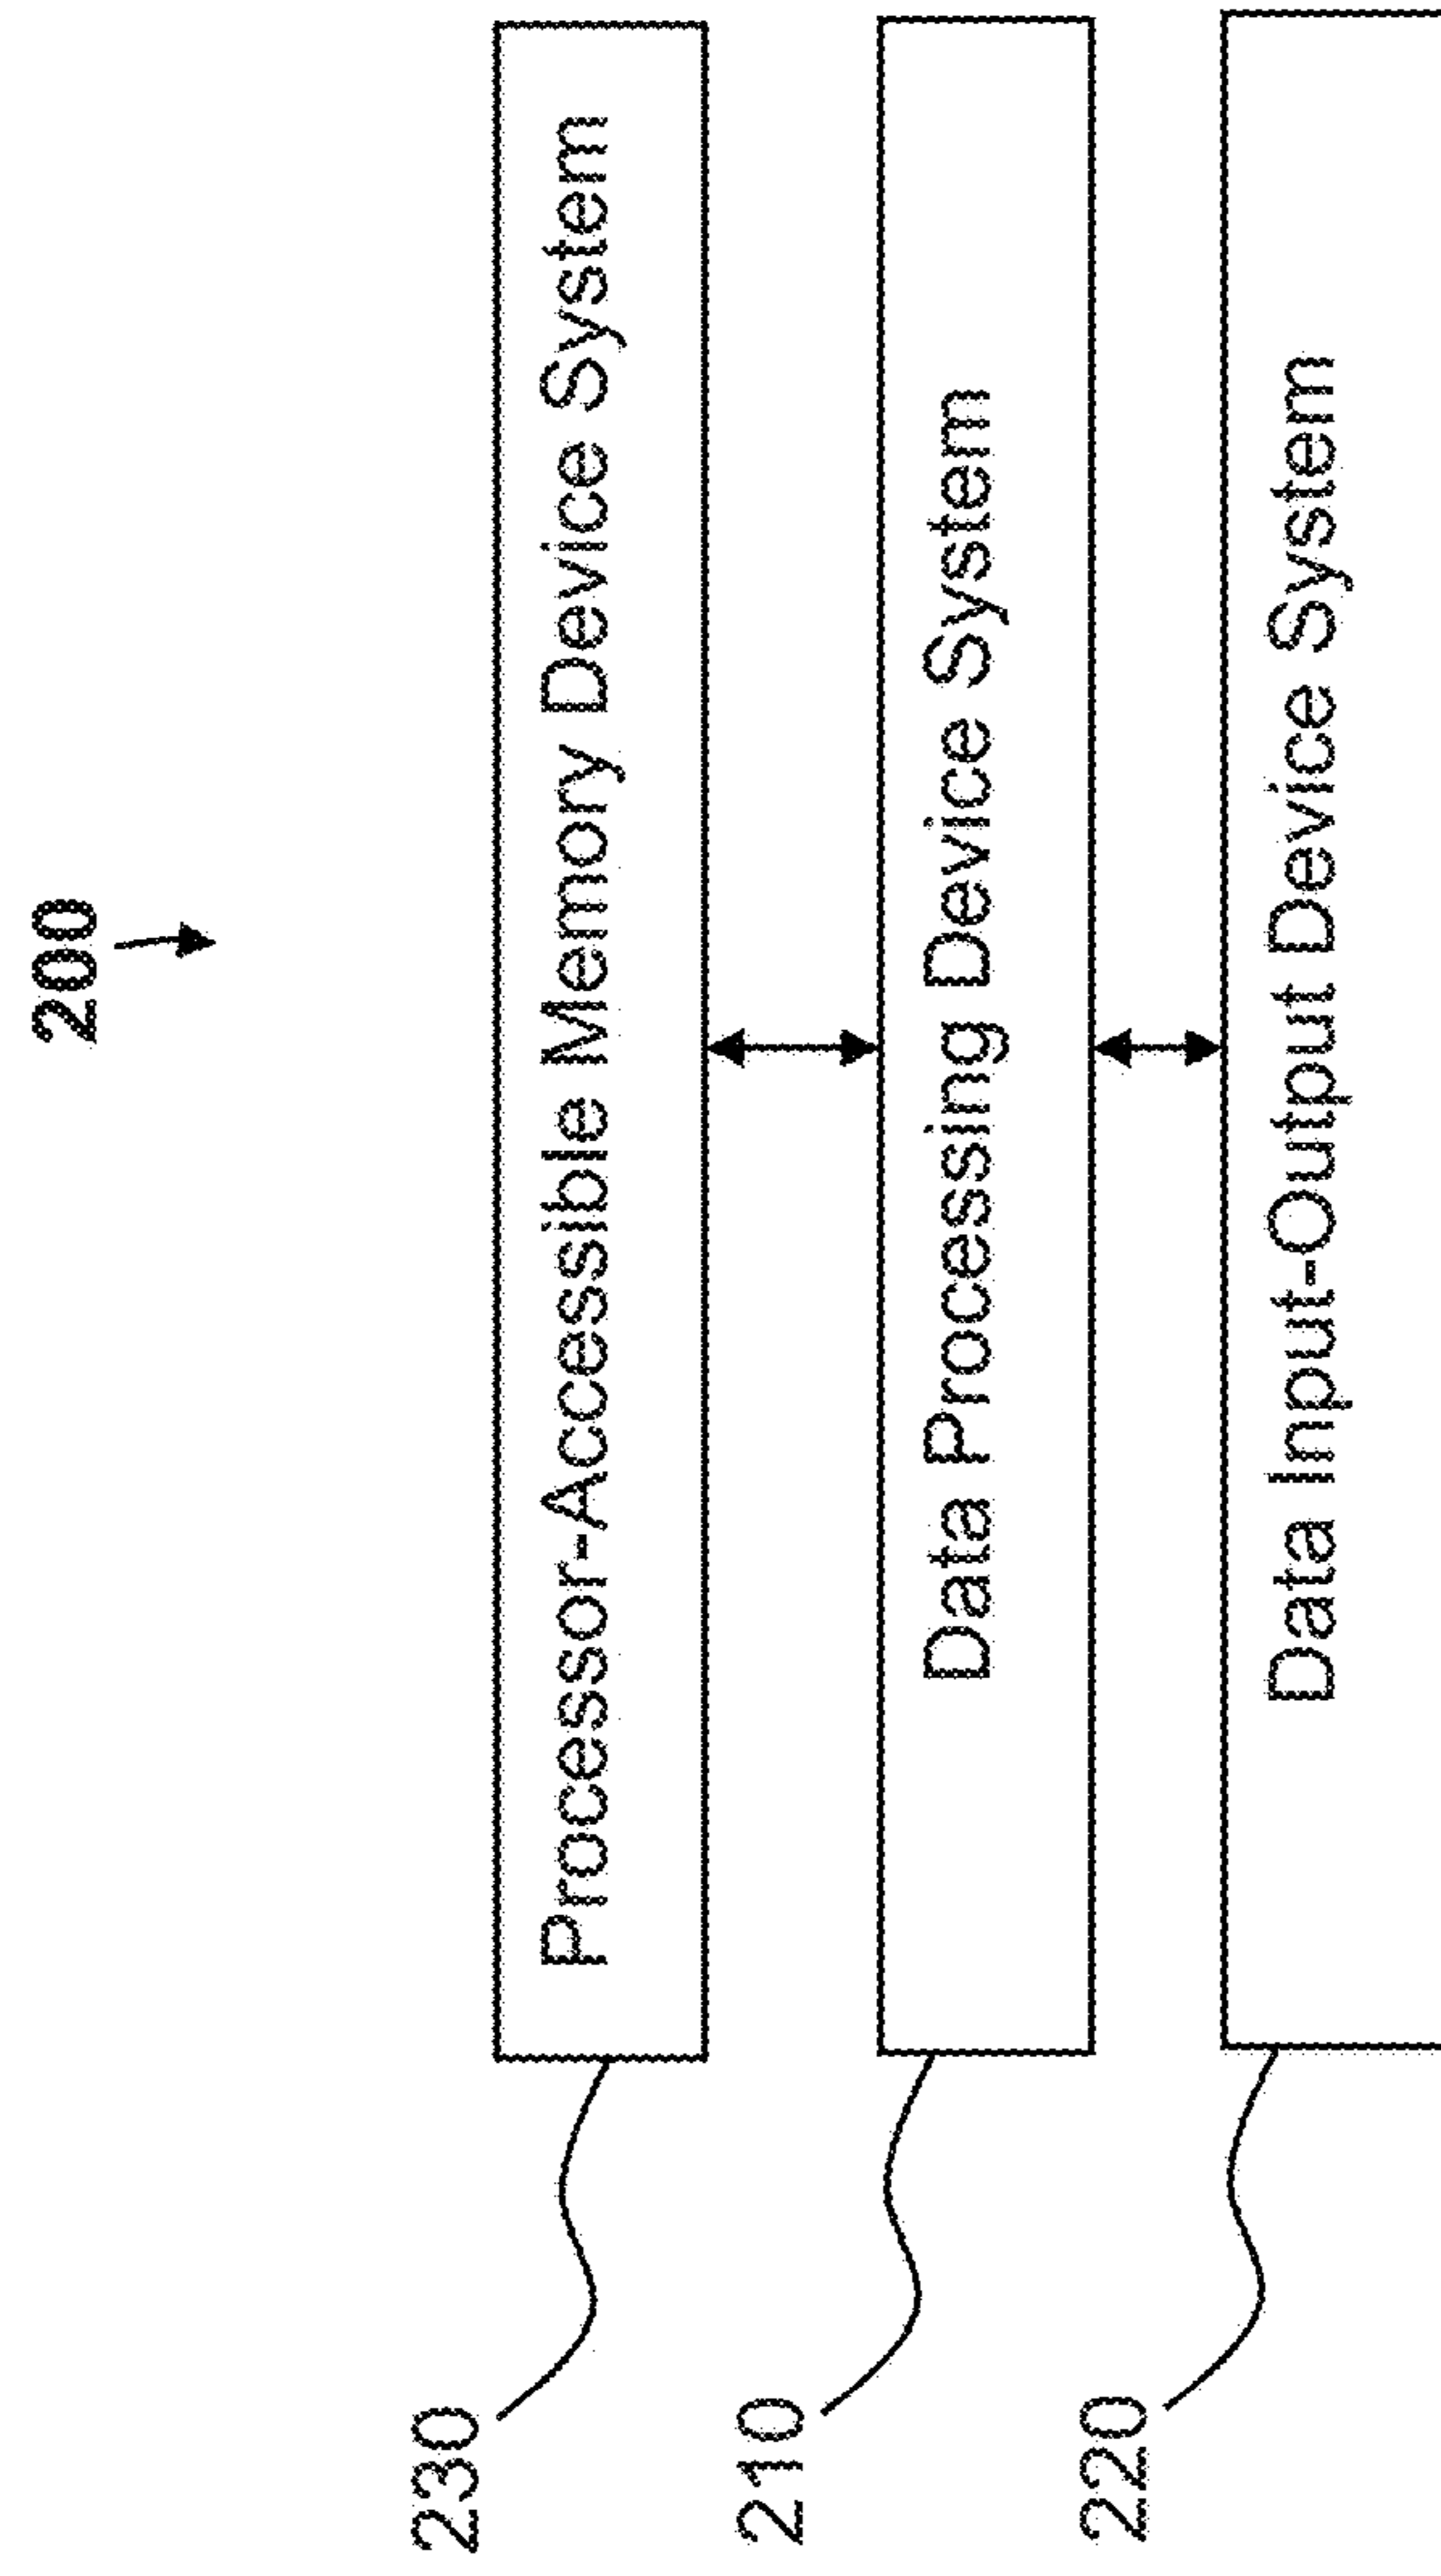 200
230
Processor-Accessible Memory Device System
210
Data Processing Device System
220
Data Input-Output Device System